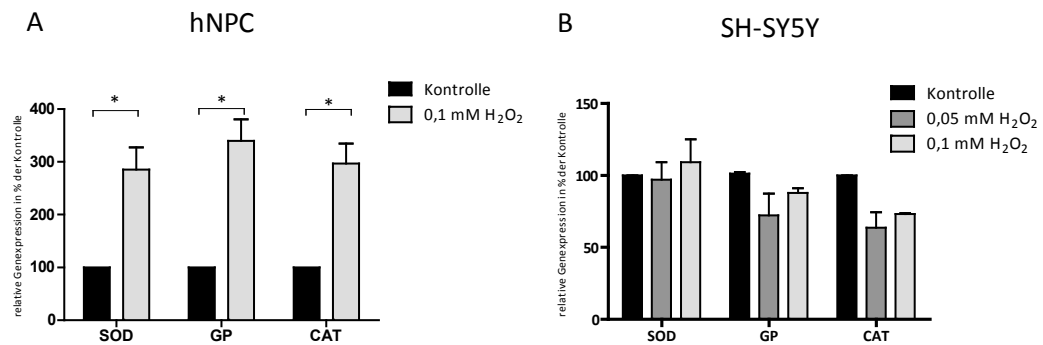 A
hNPC
Kontrolle
0,1 mM H₂O₂
relative Genexpression in % der Kontrolle
400
300
200
100
0
*
*
*
SOD
GP
CAT
B
SH-SY5Y
Kontrolle
0,05 mM H₂O₂
0,1 mM H₂O₂
relative Genexpression in % der Kontrolle
150
100
50
0
SOD
GP
CAT